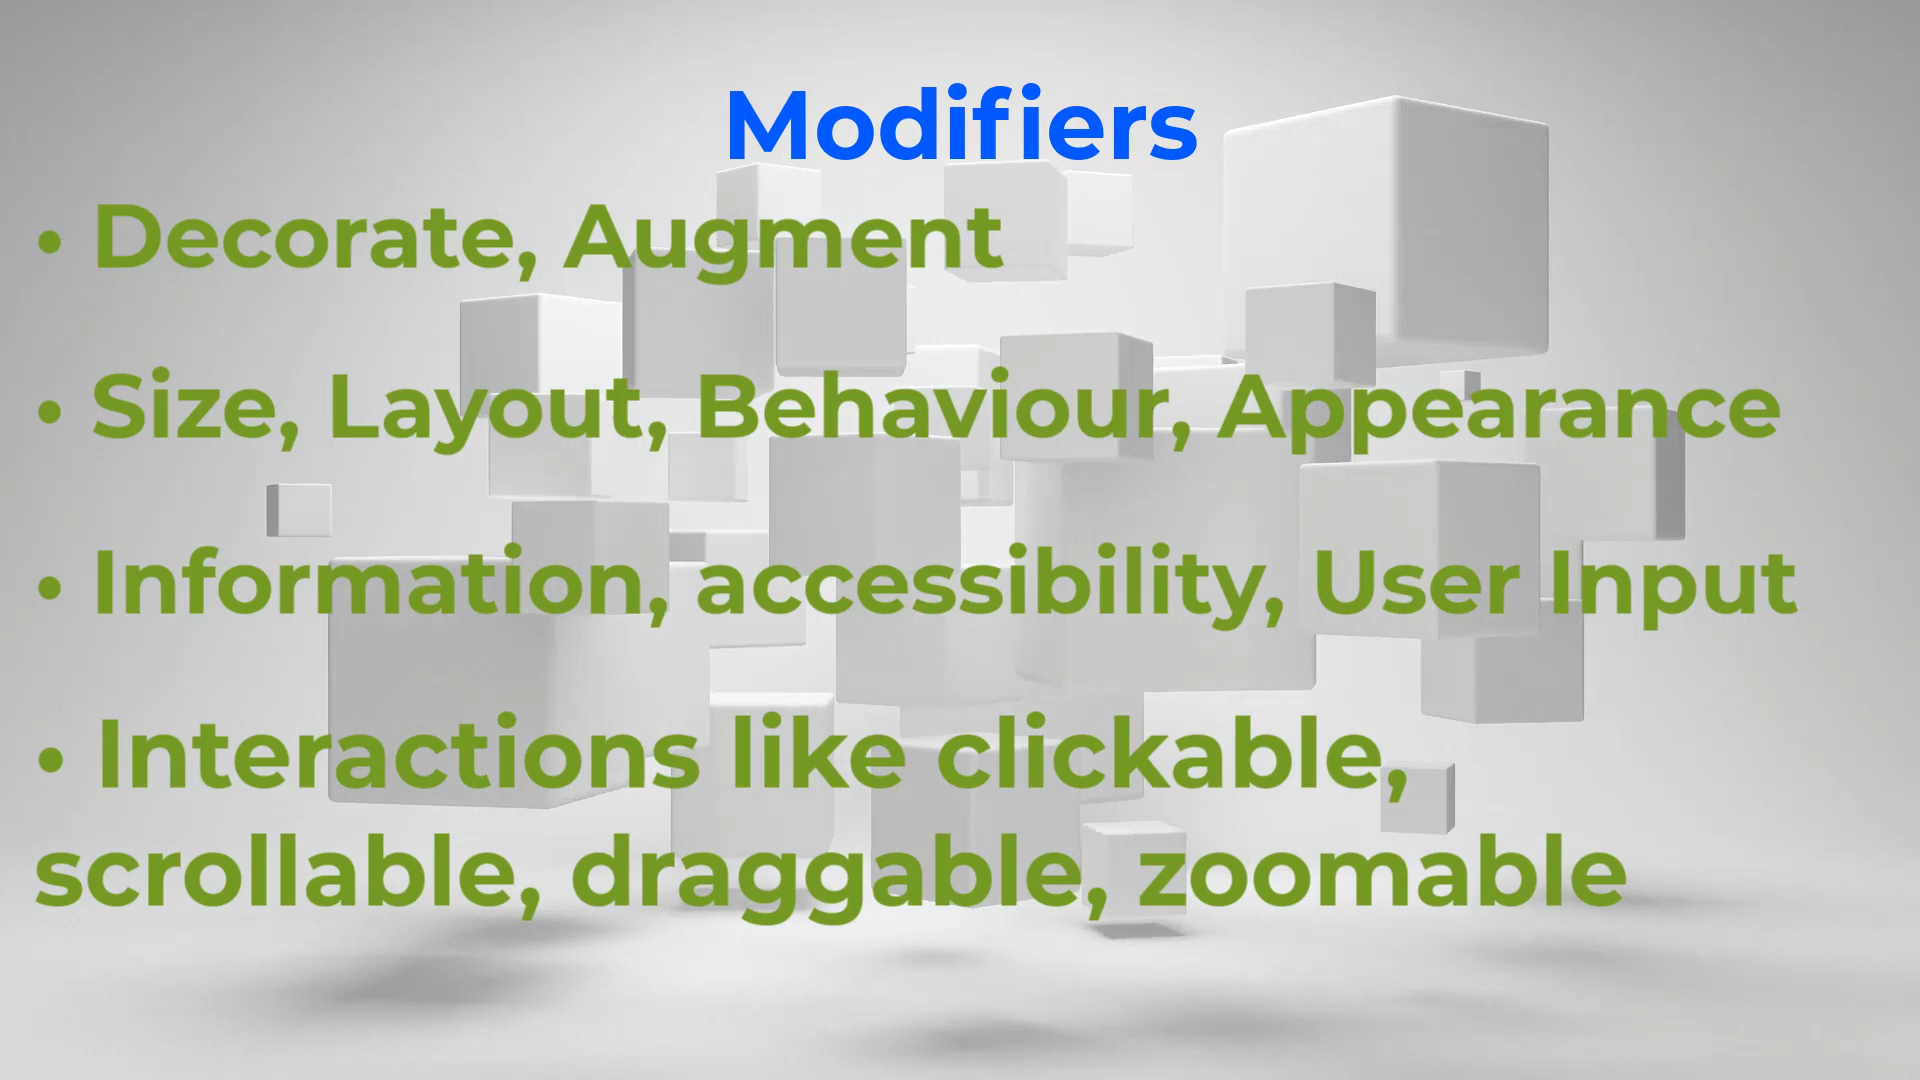 Modifiers
• Decorate, Augment
• Size, Layout, Behaviour, Appearance
• Information, accessibility, User Input
• Interactions like clickable,
scrollable, draggable, zoomable